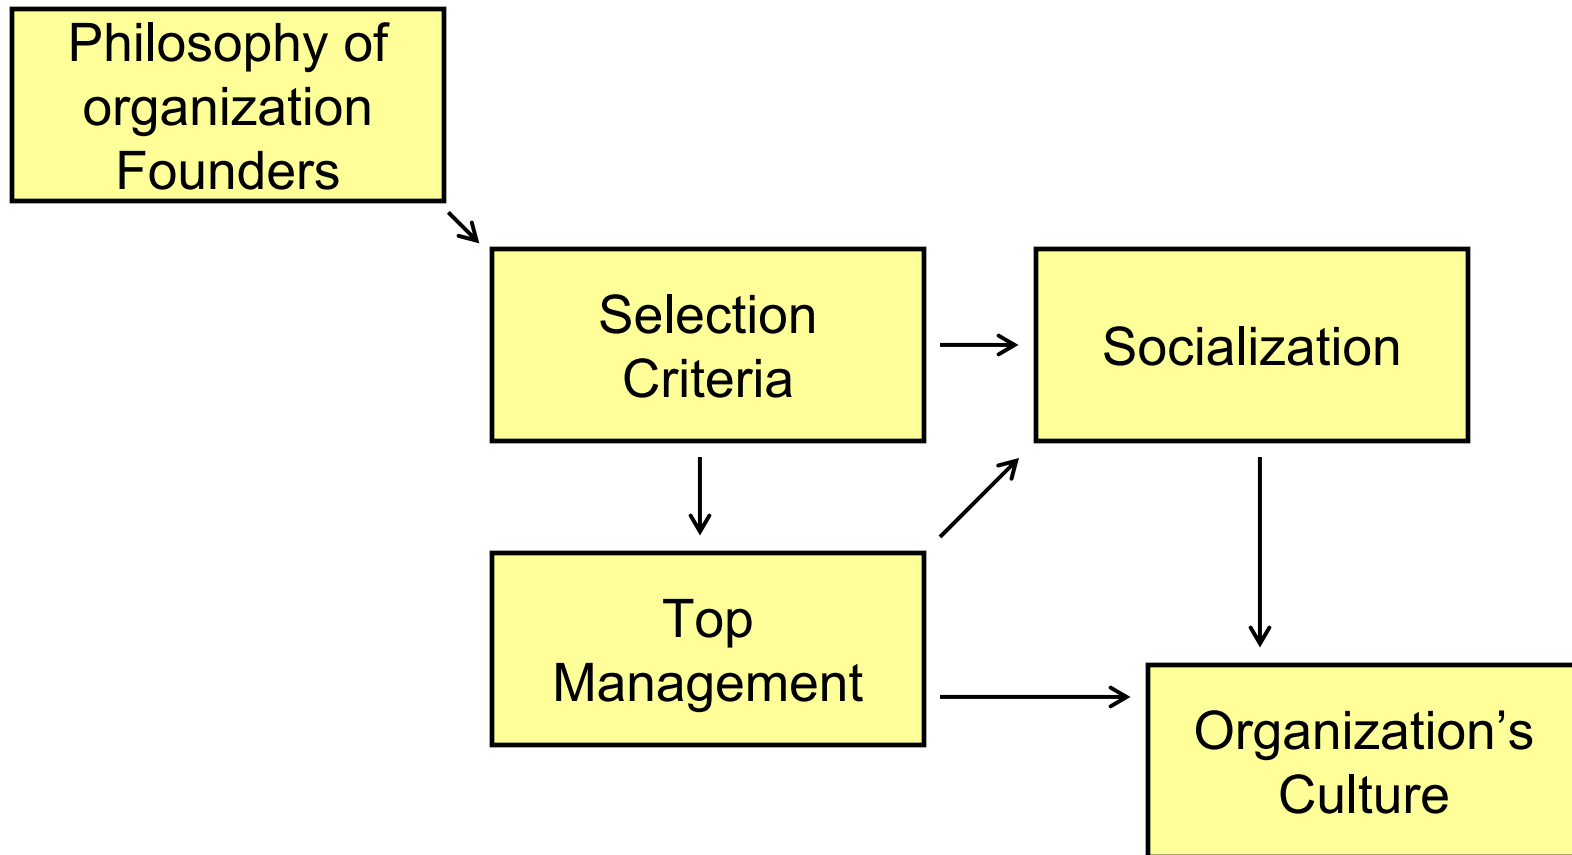 Philosophy of
organization
Founders
Selection
Criteria
Socialization
Top
Management
Organization’s
Culture